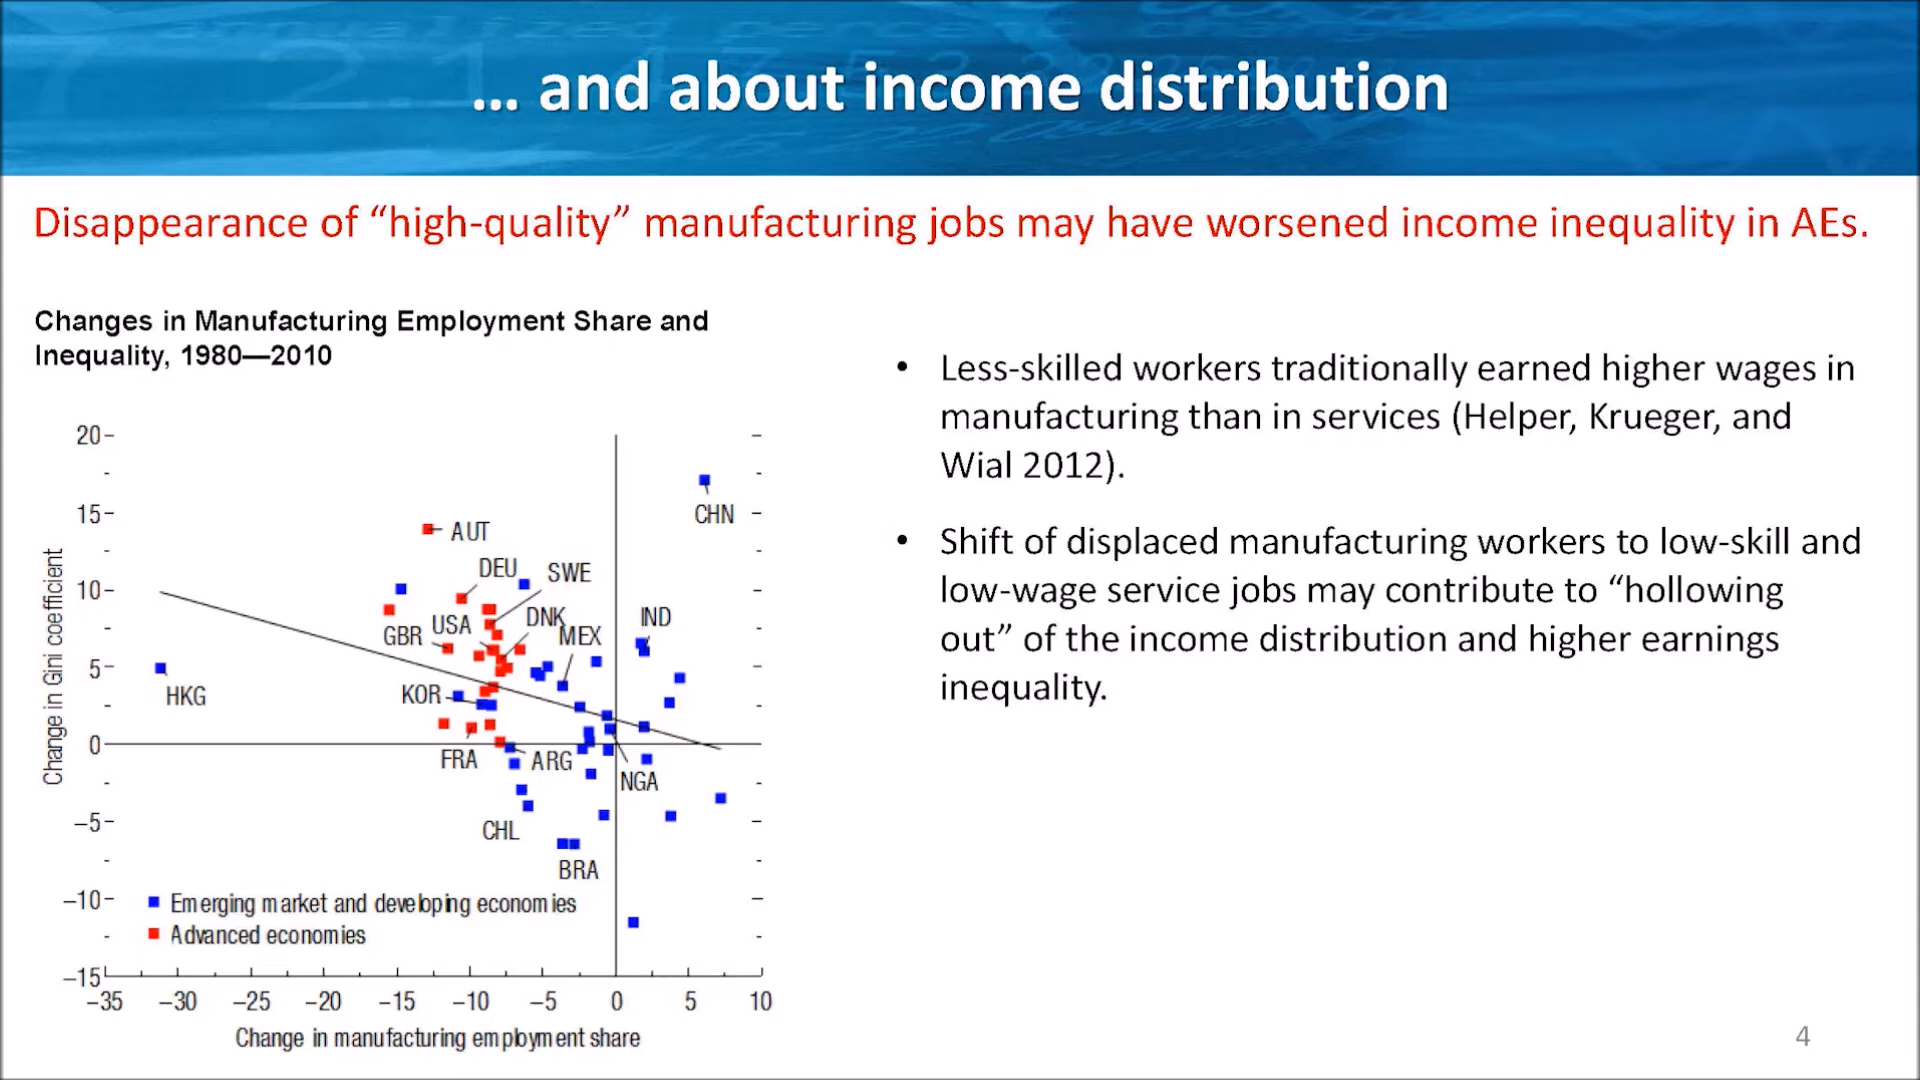 ... and about income distribution
Disappearance of “high-quality” manufacturing jobs may have worsened income inequality in AEs.
Changes in Manufacturing Employment Share and
Inequality, 1980—2010
• Less-skilled workers traditionally earned higher wages in
manufacturing than in services (Helper, Krueger, and
Wial 2012).
• Shift of displaced manufacturing workers to low-skill and
low-wage service jobs may contribute to “hollowing
out” of the income distribution and higher earnings
inequality.
Change in Gini coefficient
20
15
10
5
0
–5
–10
–15
CHN
AUT
DEU
SWE
DNK
IND
USA
GBR
MEX
KOR
HKG
FRA
ARG
NGA
CHL
BRA
Emerging market and developing economies
Advanced economies
–35 –30 –25 –20 –15 –10 –5 0 5 10
Change in manufacturing employment share
4